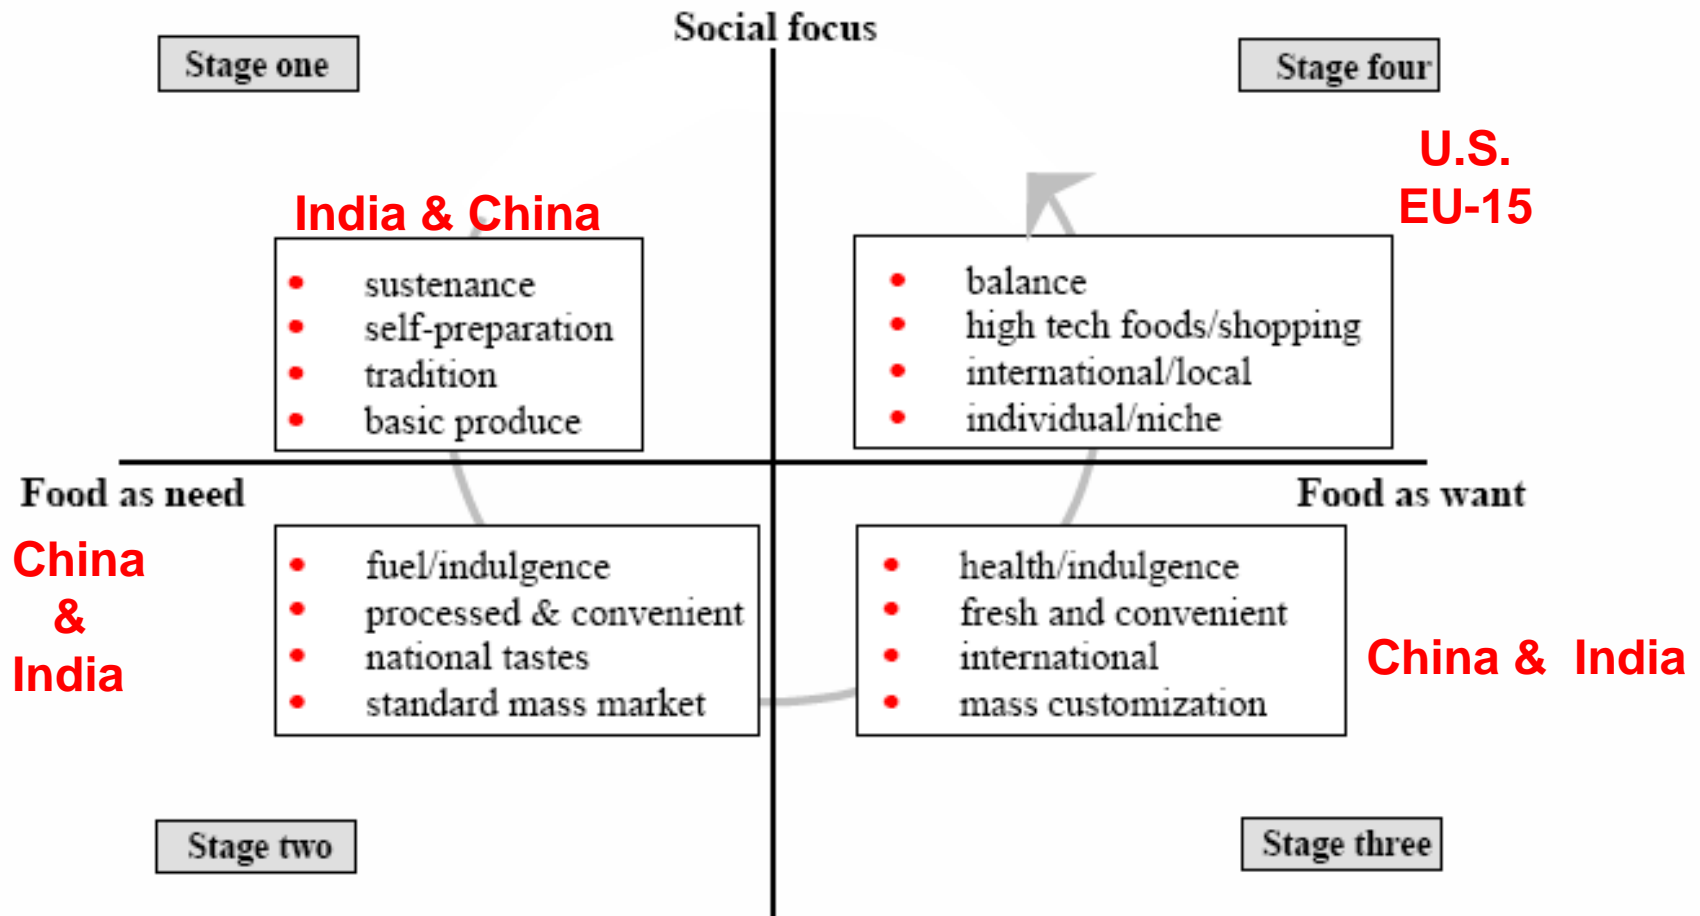 Social focus
Stage one
Stage four
U.S.
EU-15
India & China
sustenance
self-preparation
tradition
basic produce
balance
high tech foods/shopping
international/local
individual/niche
Food as need
Food as want
China
&
India
fuel/indulgence
processed & convenient
national tastes
standard mass market
health/indulgence
fresh and convenient
international
mass customization
China & India
Stage two
Stage three